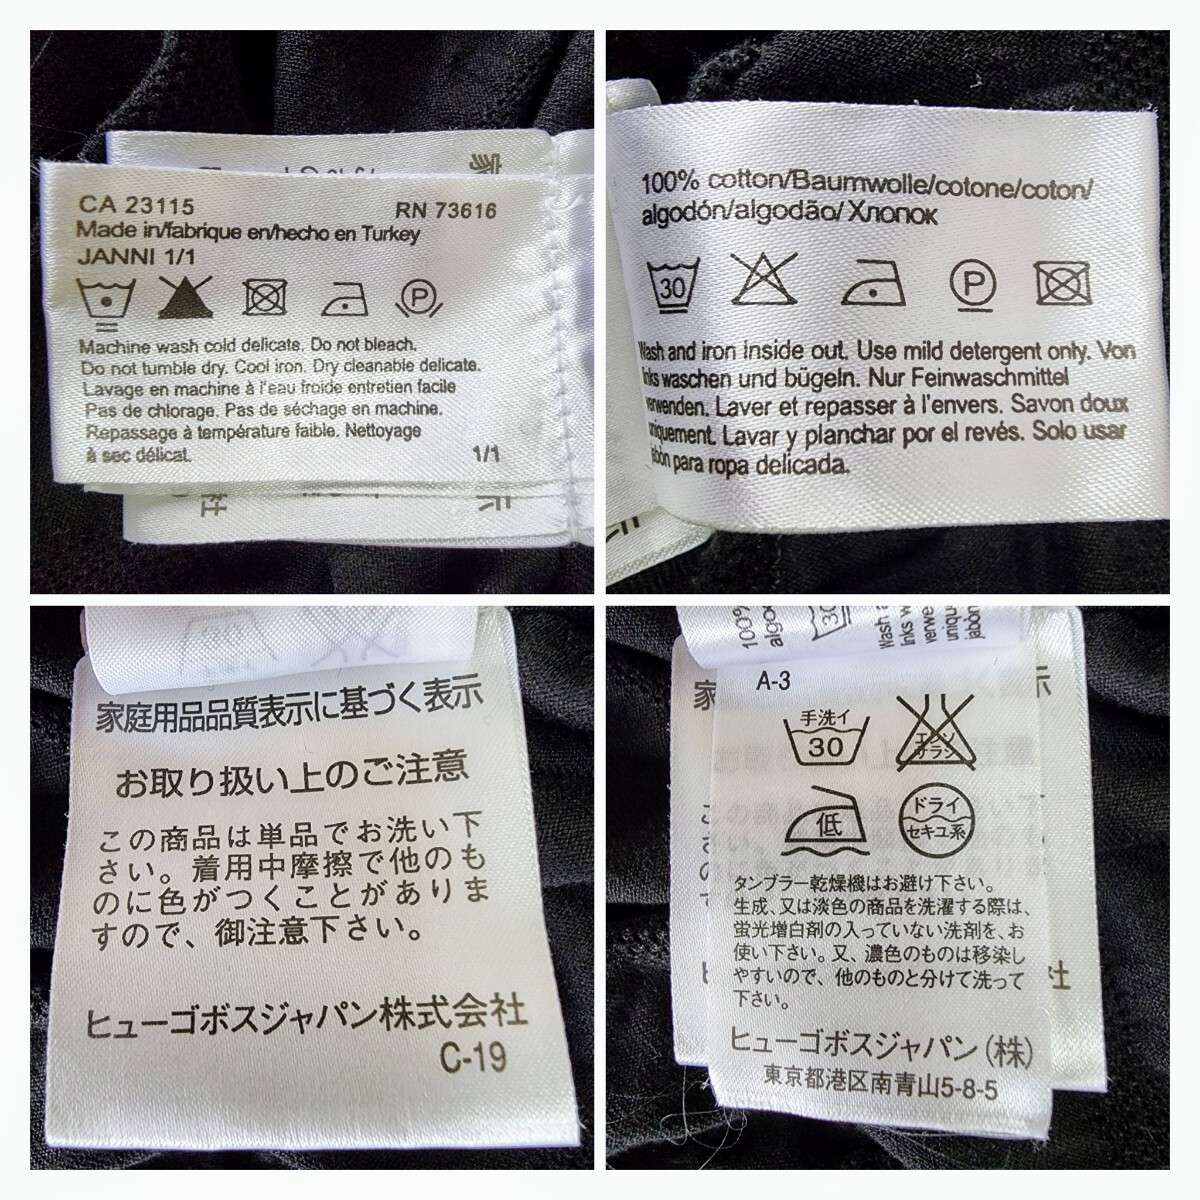 CA 23115 RN 73616
Made in/fabrique en/hecho en Turkey
JANNI 1/1
P
Machine wash cold delicate. Do not bleach.
Do not tumble dry. Cool iron. Dry cleanable delicate.
Lavage en machine à l'eau froide entretien facile
Pas de chlorage. Pas de séchage en machine.
Repassage à température faible. Nettoyage
à sec délicat. 1/1
100% cotton/Baumwolle/cotone/coton/
algodón/algodão/Хлопок
30 P
Wash and iron inside out. Use mild detergent only. Von
links waschen und bügeln. Nur Feinwaschmittel
verwenden. Laver et repasser à l'envers. Savon doux
uniquement. Lavar y planchar por el revés. Solo usar
jabón para ropa delicada.
家庭用品品質表示に基づく表示
お取り扱い上のご注意
この商品は単品でお洗い下
さい。着用中摩擦で他のも
のに色がつくことがありま
すので、御注意下さい。
ヒューゴボスジャパン株式会社
C-19
100%
algo
30
Wash a
inks w
verwe
uniqu
jabón
A-3
手洗イ
30
エンソ
サラシ
低
ドライ
セキユ系
タンブラー乾燥機はお避け下さい。
生成、又は淡色の商品を洗濯する際は、
蛍光増白剤の入っていない洗剤を、お
使い下さい。又、濃色のものは移染し
やすいので、他のものと分けて洗って
下さい。
ヒューゴボスジャパン(株)
東京都港区南青山5-8-5